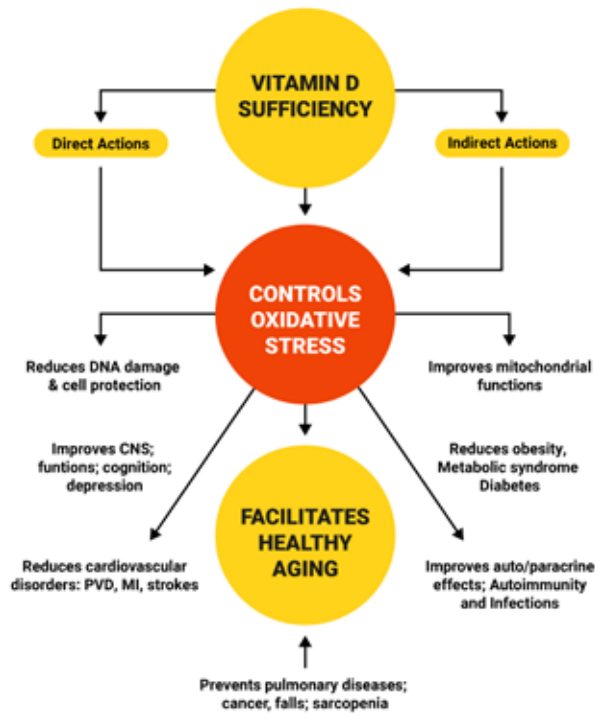 VITAMIN D
SUFFICIENCY
Direct Actions
Indirect Actions
CONTROLS
OXIDATIVE
STRESS
Reduces DNA damage
& cell protection
Improves mitochondrial
functions
Improves CNS;
funtions; cognition;
depression
Reduces obesity,
Metabolic syndrome
Diabetes
FACILITATES
HEALTHY
AGING
Reduces cardiovascular
disorders: PVD, MI, strokes
Improves auto/paracrine
effects; Autoimmunity
and Infections
Prevents pulmonary diseases;
cancer, falls; sarcopenia